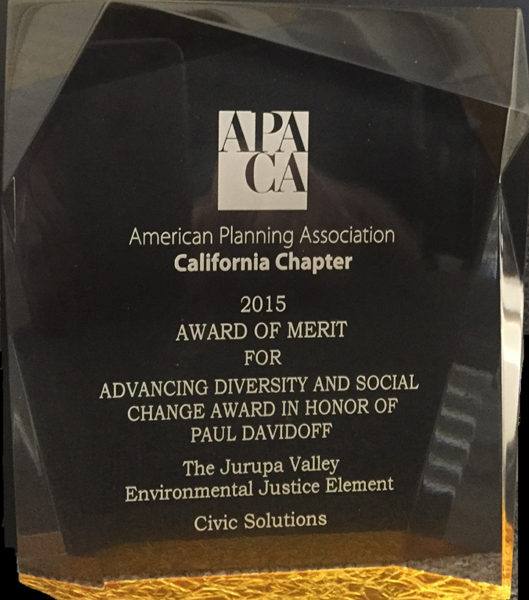 APA
CA
American Planning Association
California Chapter
2015
AWARD OF MERIT
FOR
ADVANCING DIVERSITY AND SOCIAL
CHANGE AWARD IN HONOR OF
PAUL DAVIDOFF
The Jurupa Valley
Environmental Justice Element
Civic Solutions